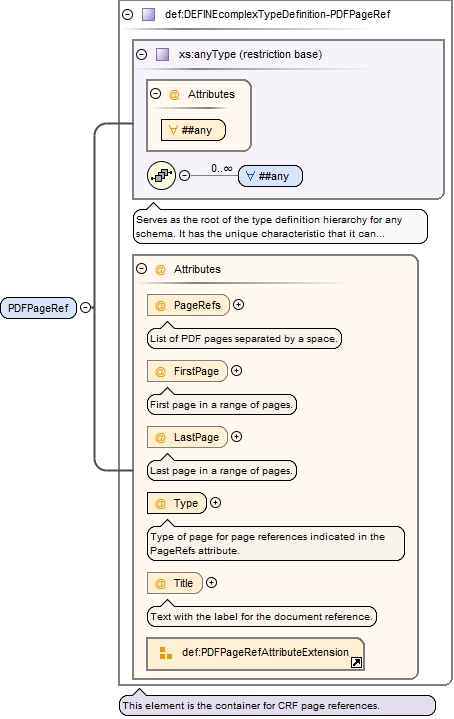 def:DEFINEcomplexTypeDefinition-PDFPageRef
xs:anyType (restriction base)
@ Attributes
∀ ##any
0..∞
∀ ##any
Serves as the root of the type definition hierarchy for any
schema. It has the unique characteristic that it can...
PDFPageRef
@ Attributes
@ PageRefs
List of PDF pages separated by a space.
@ FirstPage
First page in a range of pages.
@ LastPage
Last page in a range of pages.
@ Type
Type of page for page references indicated in the
PageRefs attribute.
@ Title
Text with the label for the document reference.
def:PDFPageRefAttributeExtension
This element is the container for CRF page references.